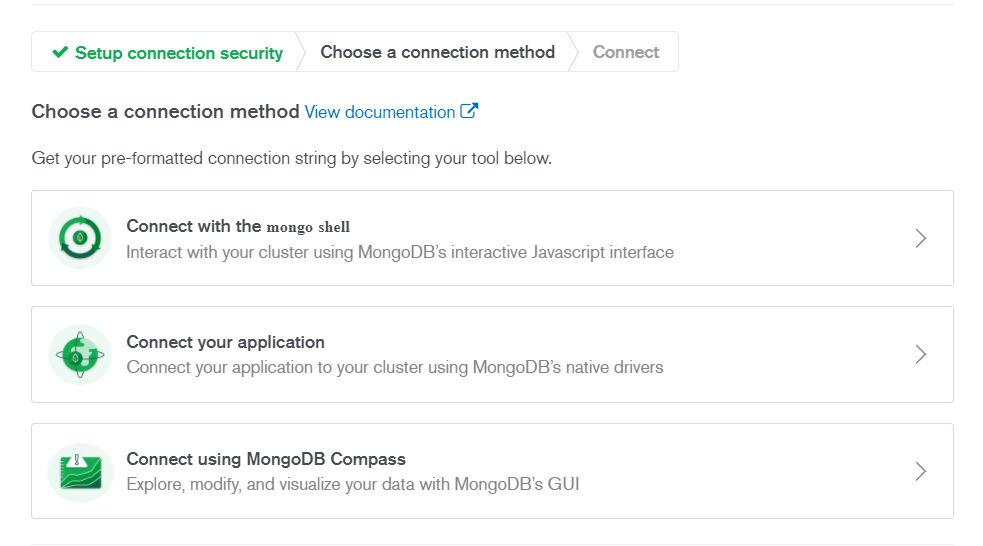 Setup connection security
Choose a connection method
Connect
Choose a connection method View documentation
Get your pre-formatted connection string by selecting your tool below.
Connect with the mongo shell
Interact with your cluster using MongoDB’s interactive Javascript interface
Connect your application
Connect your application to your cluster using MongoDB’s native drivers
Connect using MongoDB Compass
Explore, modify, and visualize your data with MongoDB’s GUI